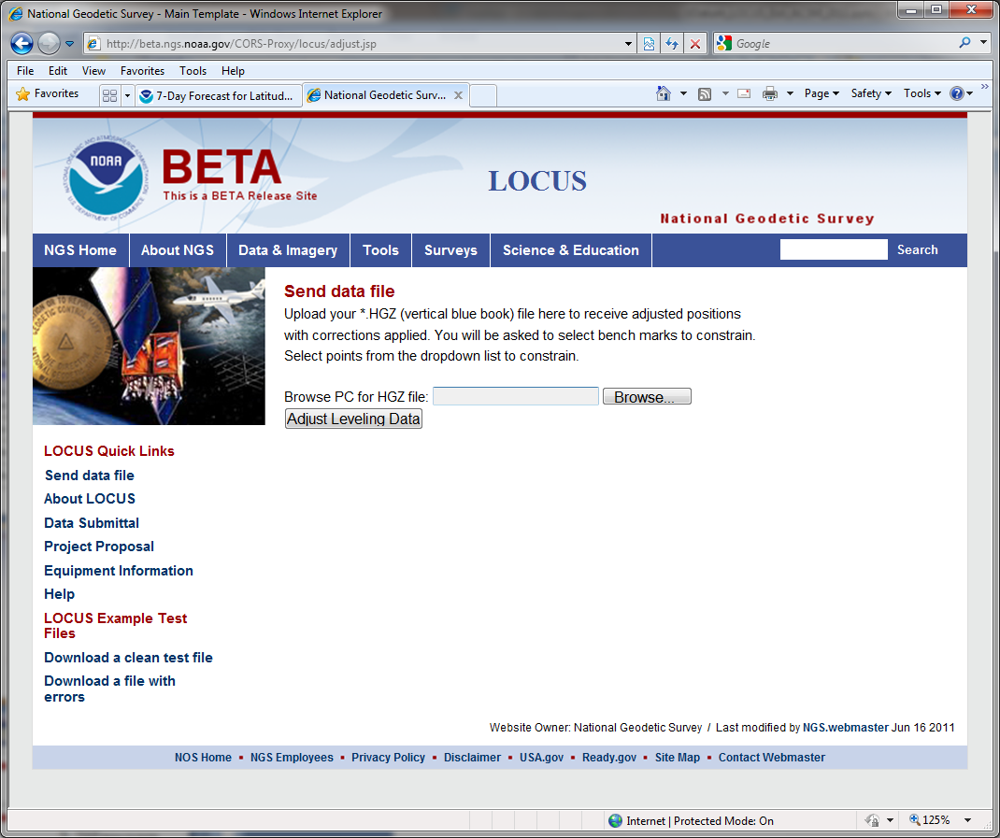 National Geodetic Survey - Main Template - Windows Internet Explorer
http://beta.ngs.noaa.gov/CORS-Proxy/locus/adjust.jsp
Google
File Edit View Favorites Tools Help
Favorites
7-Day Forecast for Latitud...
National Geodetic Surv...
Page Safety Tools
NOAA
BETA
This is a BETA Release Site
LOCUS
National Geodetic Survey
NGS Home About NGS Data & Imagery Tools Surveys Science & Education Search
Send data file
Upload your *.HGZ (vertical blue book) file here to receive adjusted positions
with corrections applied. You will be asked to select bench marks to constrain.
Select points from the dropdown list to constrain.
Browse PC for HGZ file: Browse...
Adjust Leveling Data
LOCUS Quick Links
Send data file
About LOCUS
Data Submittal
Project Proposal
Equipment Information
Help
LOCUS Example Test
Files
Download a clean test file
Download a file with
errors
Website Owner: National Geodetic Survey / Last modified by NGS.webmaster Jun 16 2011
NOS Home ▪ NGS Employees ▪ Privacy Policy ▪ Disclaimer ▪ USA.gov ▪ Ready.gov ▪ Site Map ▪ Contact Webmaster
Internet | Protected Mode: On
125%